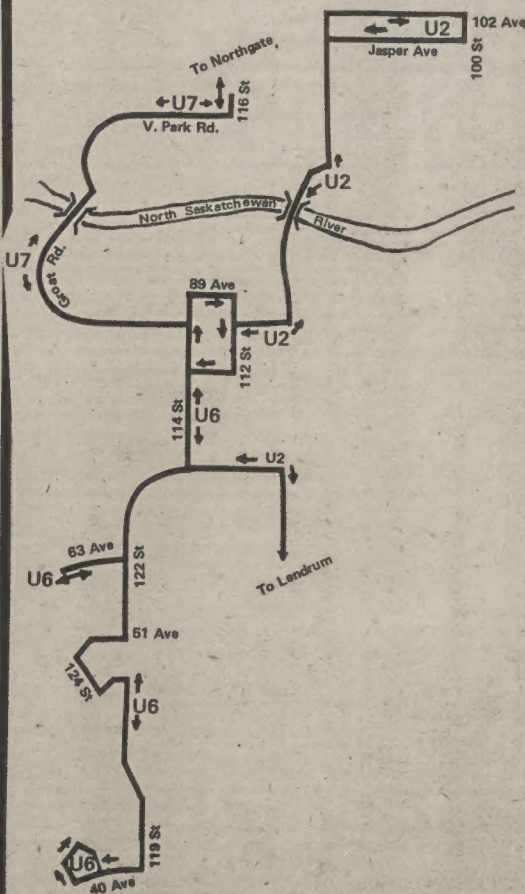 U2
102 Ave
Jasper Ave
100 St
To Northgate
U7
116 St
V. Park Rd.
U2
North Saskatchewan
River
U7
Groat Rd.
89 Ave
U2
112 St
114 St
U6
U2
63 Ave
122 St
U6
To Lendrum
51 Ave
124 St
U6
119 St
U6
40 Ave